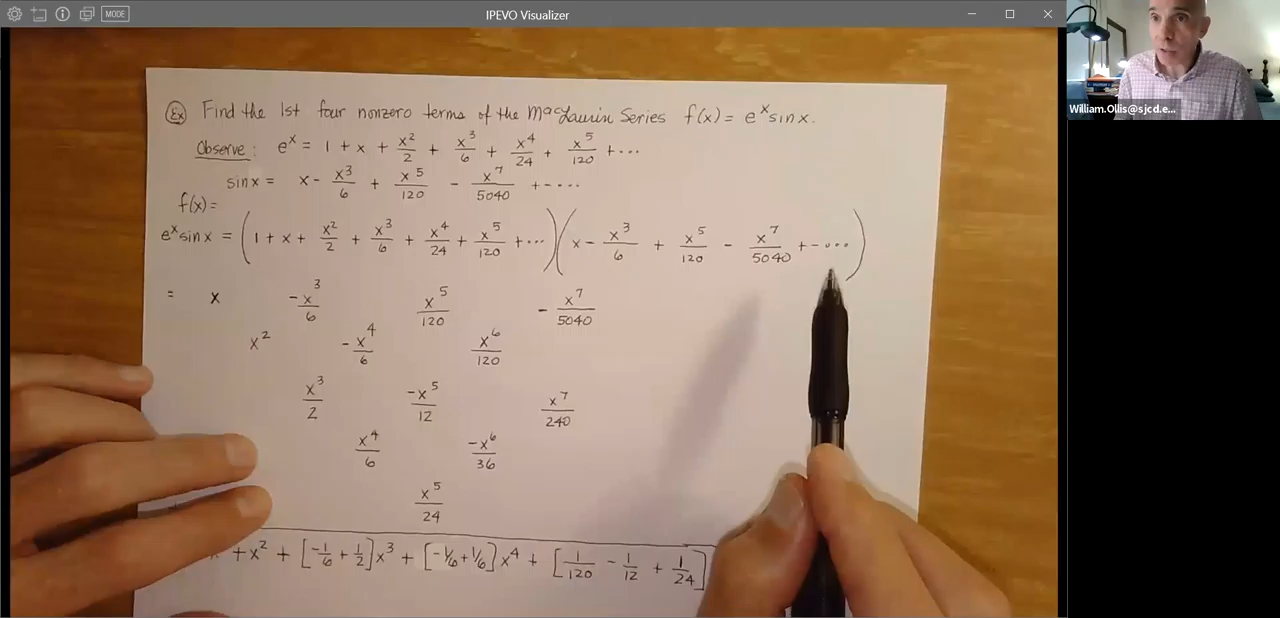 MODE
IPEVO Visualizer
William.Ollis@sjcd.e...
Ex Find the 1st four nonzero terms of the MacLaurin Series f(x) = e^x sin x.
Observe: e^x = 1 + x + x^2/2 + x^3/6 + x^4/24 + x^5/120 + ...
sin x = x - x^3/6 + x^5/120 - x^7/5040 + - ....
f(x) =
e^x sin x = (1 + x + x^2/2 + x^3/6 + x^4/24 + x^5/120 + ...)(x - x^3/6 + x^5/120 - x^7/5040 + - ...)
= x -x^3/6 x^5/120 - x^7/5040
x^2 -x^4/6 x^6/120
x^3/2 -x^5/12 x^7/240
x^4/6 -x^6/36
x^5/24
+ x^2 + [-1/6 + 1/2]x^3 + [-1/6 + 1/6]x^4 + [1/120 - 1/12 + 1/24]